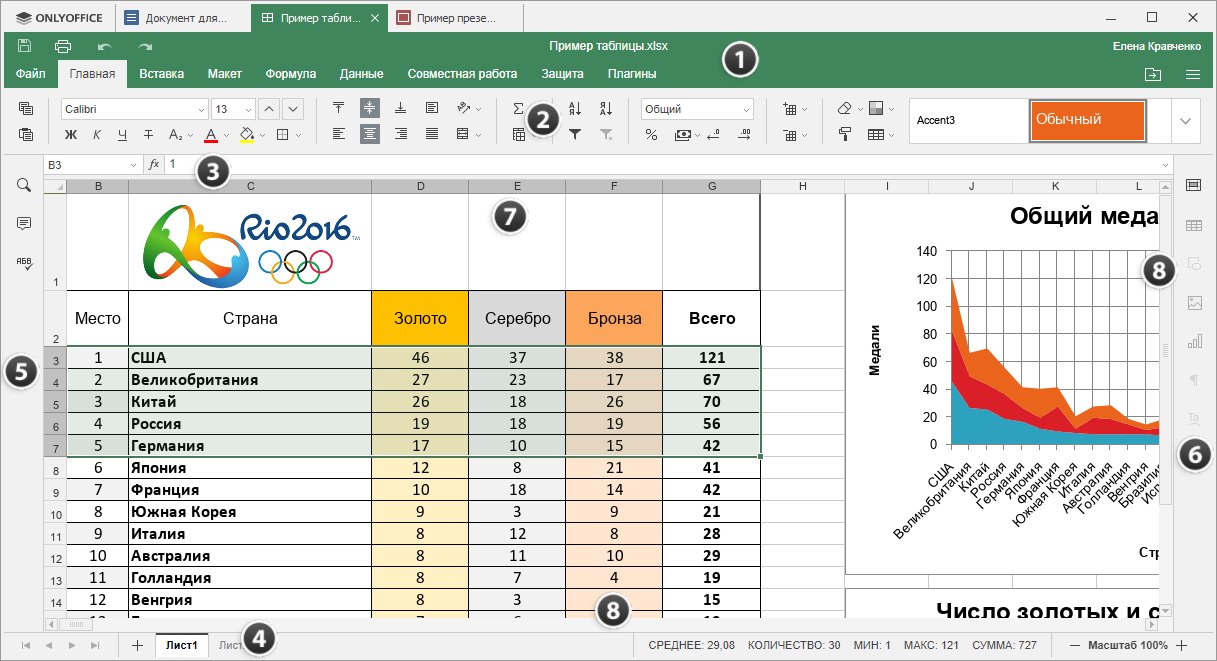 ONLYOFFICE Документ для... Пример табли... Пример презе...
Пример таблицы.xlsx Елена Кравченко
Файл Главная Вставка Макет Формула Данные Совместная работа Защита Плагины
1
Calibri 13 Общий
Accent3 Обычный
2
B3 fx 1
3
B C D E F G H I J K L
Rio2016™
7
1
Место Страна Золото Серебро Бронза Всего
2
3 1 США 46 37 38 121
4 2 Великобритания 27 23 17 67
5 3 Китай 26 18 26 70
6 4 Россия 19 18 19 56
7 5 Германия 17 10 15 42
8 6 Япония 12 8 21 41
9 7 Франция 10 18 14 42
10 8 Южная Корея 9 3 9 21
11 9 Италия 8 12 8 28
12 10 Австралия 8 11 10 29
13 11 Голландия 8 7 4 19
14 12 Венгрия 8 3 15
8
5
Общий меда
8
140
120
100
80
60
40
20
0
Медали
США
Великобритания
Китай
Россия
Германия
Япония
Франция
Южная Корея
Италия
Австралия
Голландия
Венгрия
Бразилия
Исп
Стр
6
Число золотых и с
Лист1 Лист
4
СРЕДНЕЕ: 29,08 КОЛИЧЕСТВО: 30 МИН: 1 МАКС: 121 СУММА: 727 Масштаб 100%